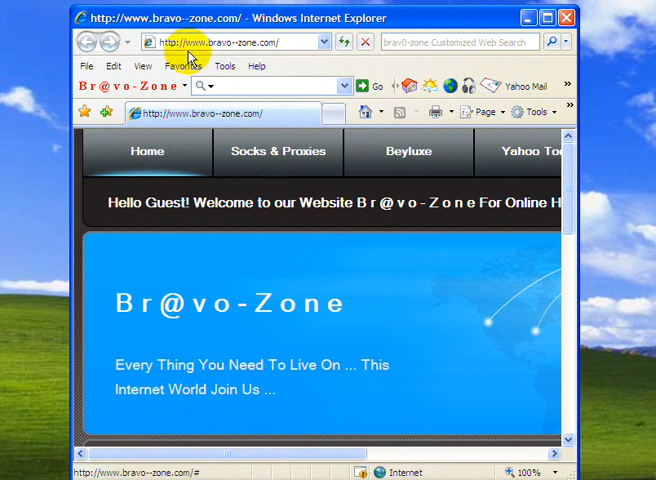 http://www.bravo--zone.com/ - Windows Internet Explorer
http://www.bravo--zone.com/
brav0-zone Customized Web Search
File Edit View Favorites Tools Help
Br@vo-Zone Go Yahoo Mail »
http://www.bravo--zone.com/ Page Tools »
Home Socks & Proxies Beyluxe Yahoo Too
Hello Guest! Welcome to our Website B r @ v o - Z o n e For Online H
Br@vo-Zone
Every Thing You Need To Live On ... This
Internet World Join Us ...
http://www.bravo--zone.com/# Internet 100%